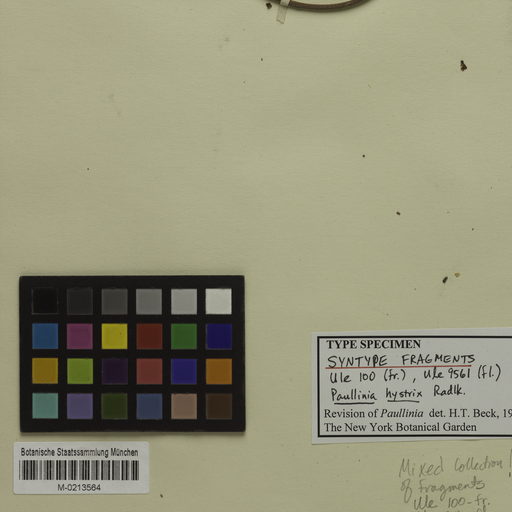 TYPE SPECIMEN
SYNTYPE FRAGMENTS
Ule 100 (fr.), Ule 9561 (fl.)
Paullinia hystrix Radlk.
Revision of Paullinia det. H.T. Beck, 19
The New York Botanical Garden
Botanische Staatssammlung München
M-0213564
Mixed Collection!
of fragments
Ule 100-fr.